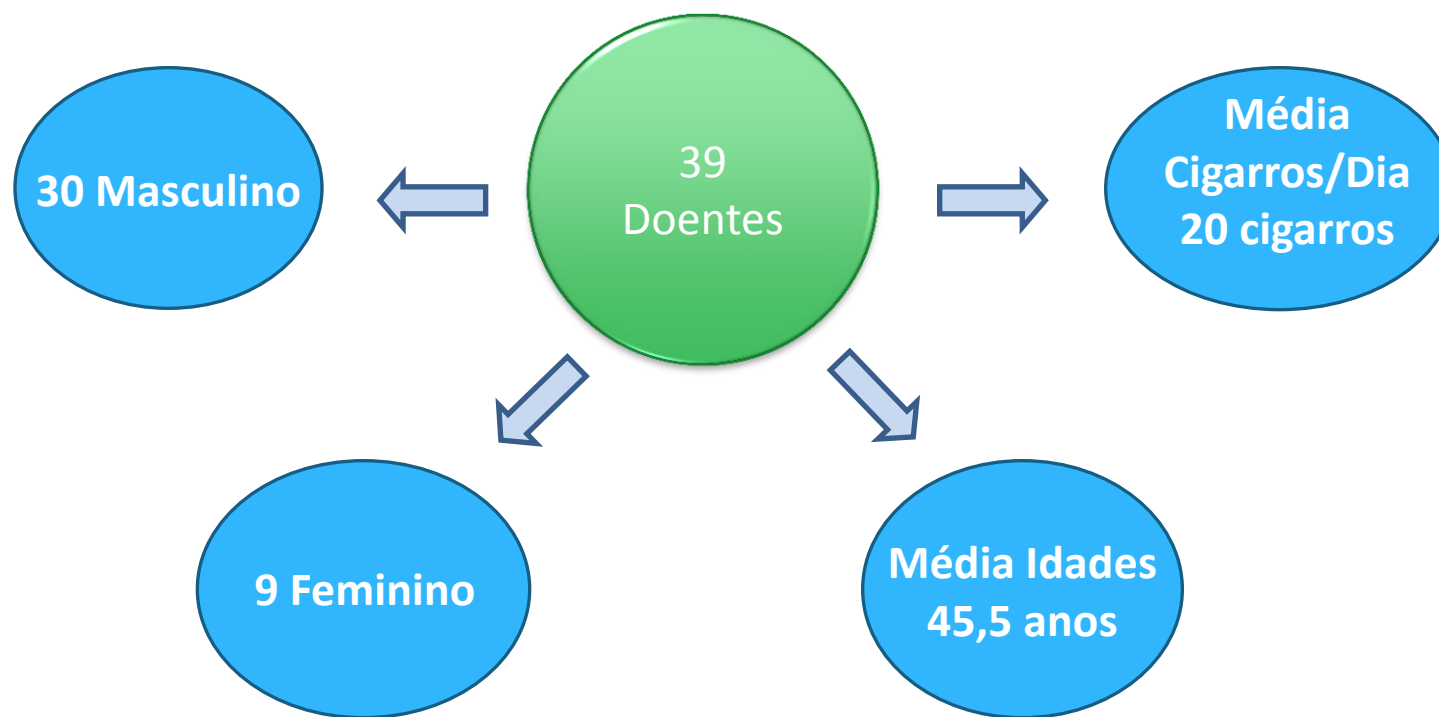 39
Doentes
30 Masculino
Média
Cigarros/Dia
20 cigarros
9 Feminino
Média Idades
45,5 anos